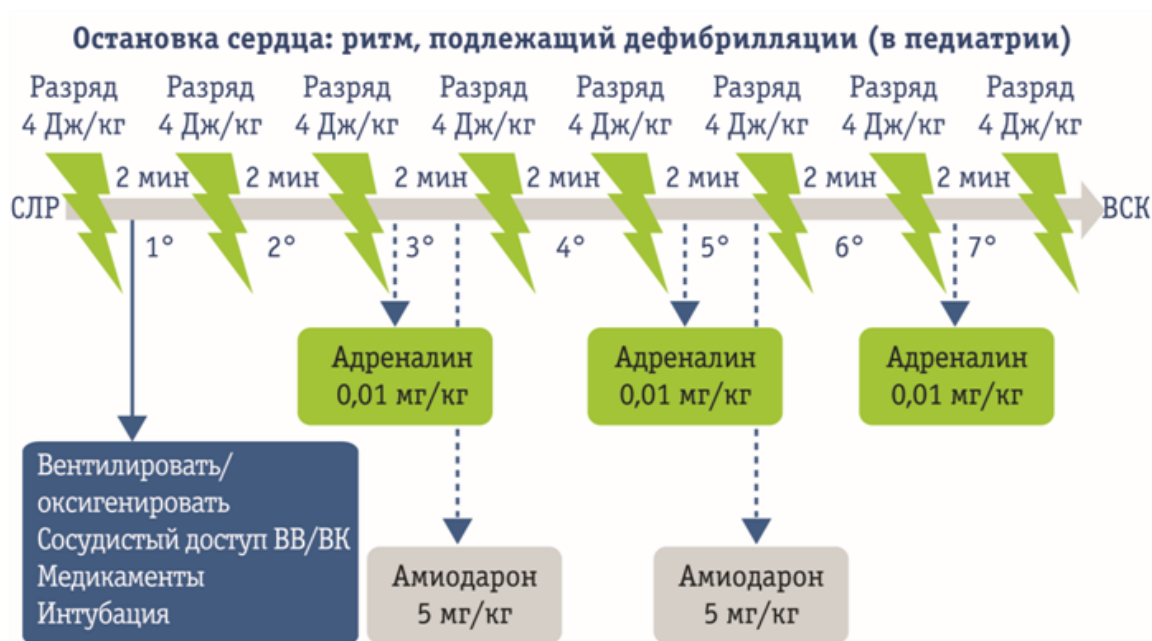 Остановка сердца: ритм, подлежащий дефибрилляции (в педиатрии)
Разряд
4 Дж/кг
Разряд
4 Дж/кг
Разряд
4 Дж/кг
Разряд
4 Дж/кг
Разряд
4 Дж/кг
Разряд
4 Дж/кг
Разряд
4 Дж/кг
Разряд
4 Дж/кг
СЛР
2 мин
2 мин
2 мин
2 мин
2 мин
2 мин
2 мин
ВСК
1°
2°
3°
4°
5°
6°
7°
Адреналин
0,01 мг/кг
Адреналин
0,01 мг/кг
Адреналин
0,01 мг/кг
Вентилировать/
оксигенировать
Сосудистый доступ ВВ/ВК
Медикаменты
Интубация
Амиодарон
5 мг/кг
Амиодарон
5 мг/кг